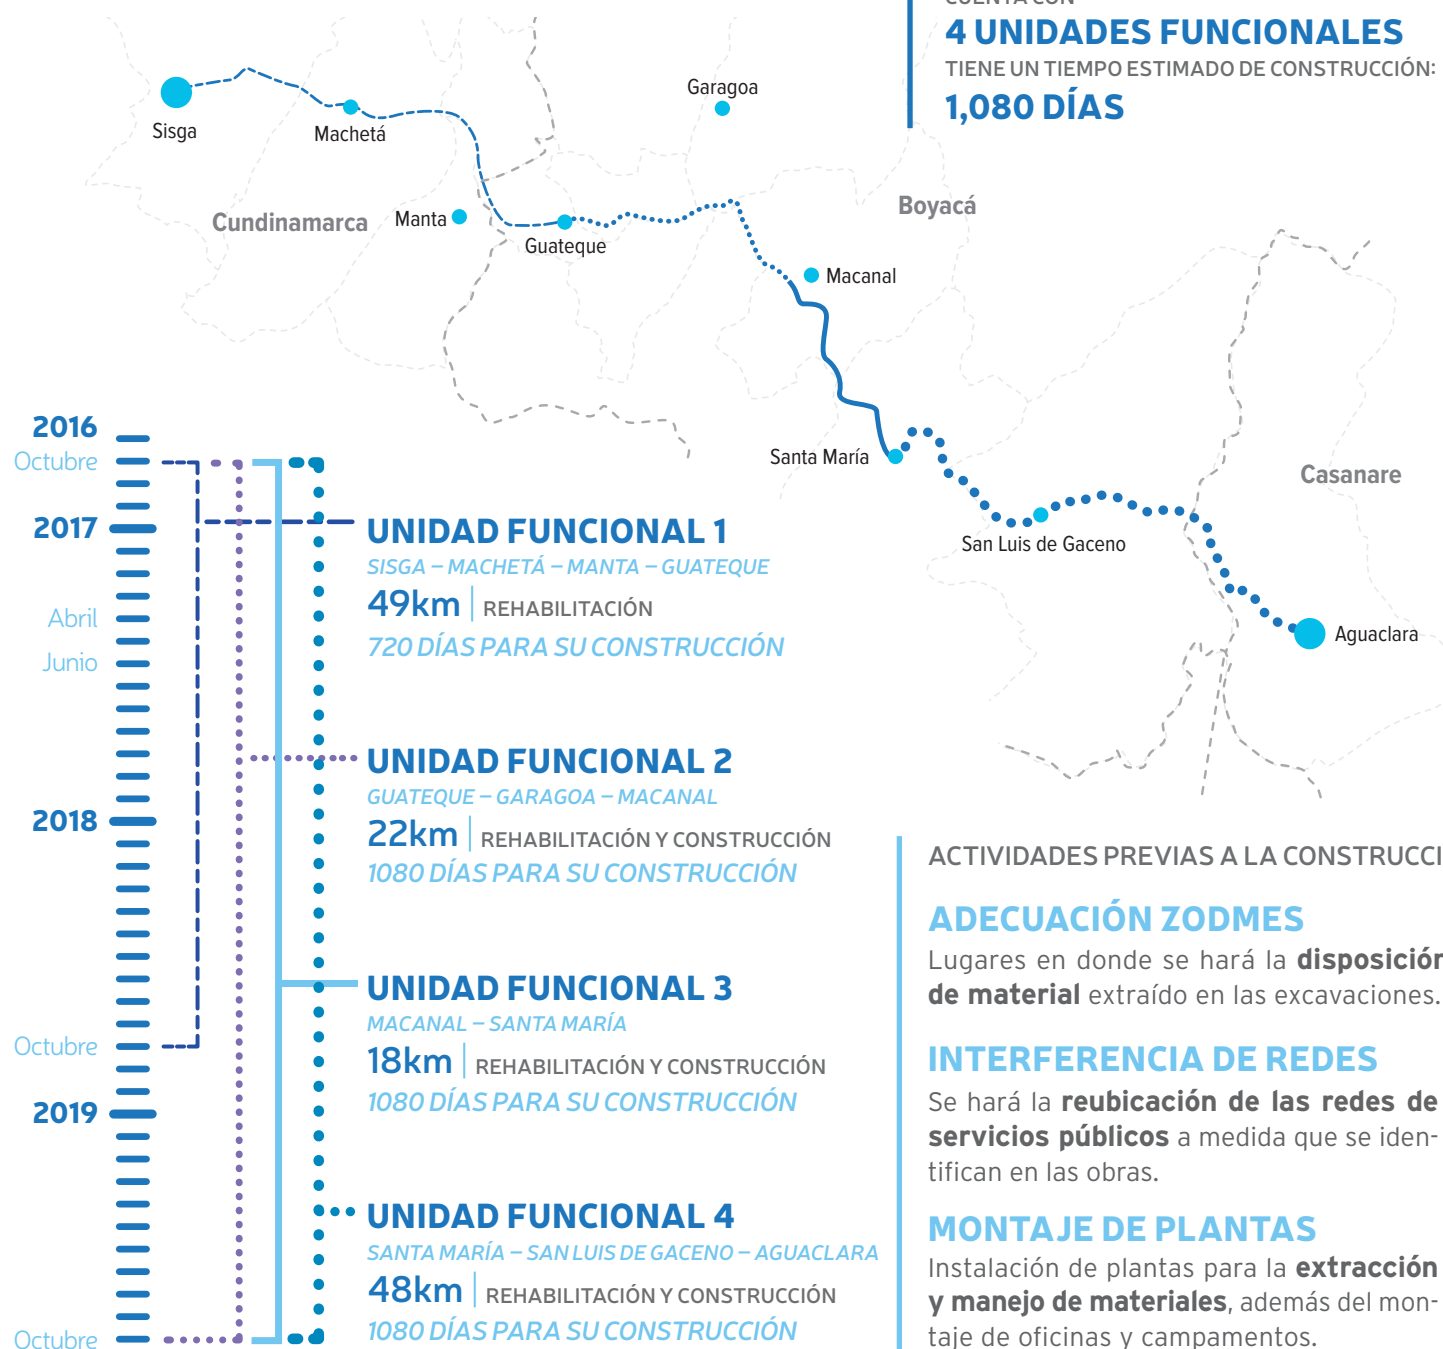 CUENTA CON
4 UNIDADES FUNCIONALES
TIENE UN TIEMPO ESTIMADO DE CONSTRUCCIÓN:
1,080 DÍAS
Sisga
Machetá
Garagoa
Cundinamarca
Manta
Guateque
Boyacá
Macanal
Santa María
San Luis de Gaceno
Casanare
Aguaclara
2016
Octubre
2017
Abril
Junio
2018
Octubre
2019
Octubre
UNIDAD FUNCIONAL 1
SISGA – MACHETÁ – MANTA – GUATEQUE
49km | REHABILITACIÓN
720 DÍAS PARA SU CONSTRUCCIÓN
UNIDAD FUNCIONAL 2
GUATEQUE – GARAGOA – MACANAL
22km | REHABILITACIÓN Y CONSTRUCCIÓN
1080 DÍAS PARA SU CONSTRUCCIÓN
UNIDAD FUNCIONAL 3
MACANAL – SANTA MARÍA
18km | REHABILITACIÓN Y CONSTRUCCIÓN
1080 DÍAS PARA SU CONSTRUCCIÓN
UNIDAD FUNCIONAL 4
SANTA MARÍA – SAN LUIS DE GACENO – AGUACLARA
48km | REHABILITACIÓN Y CONSTRUCCIÓN
1080 DÍAS PARA SU CONSTRUCCIÓN
ACTIVIDADES PREVIAS A LA CONSTRUCCI
ADECUACIÓN ZODMES
Lugares en donde se hará la disposición
de material extraído en las excavaciones.
INTERFERENCIA DE REDES
Se hará la reubicación de las redes de
servicios públicos a medida que se iden-
tifican en las obras.
MONTAJE DE PLANTAS
Instalación de plantas para la extracción
y manejo de materiales, además del mon-
taje de oficinas y campamentos.